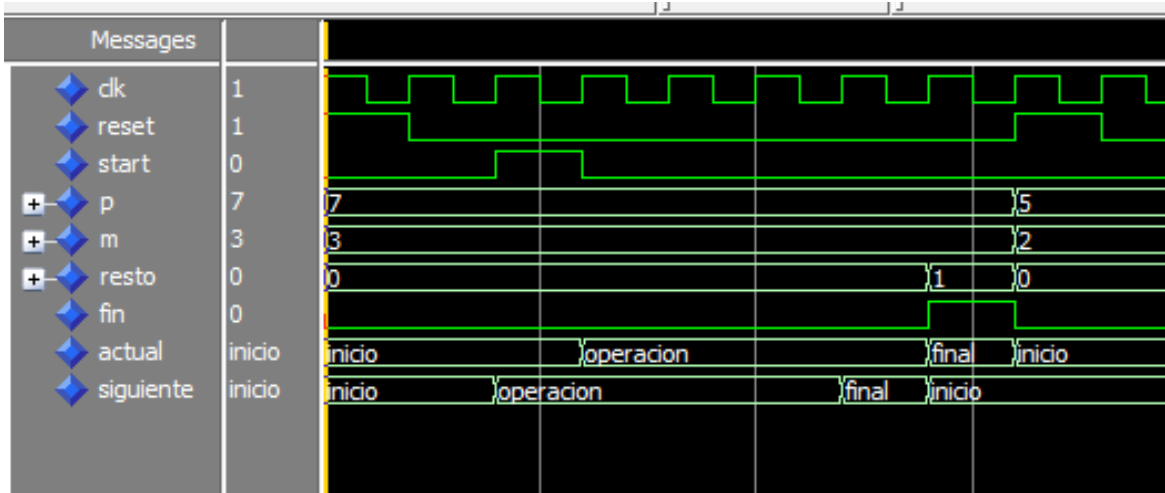 Messages
clk 1
reset 1
start 0
p 7 7 5
m 3 3 2
resto 0 0 1 0
fin 0
actual inicio inicio operacion final inicio
siguiente inicio inicio operacion final inicio